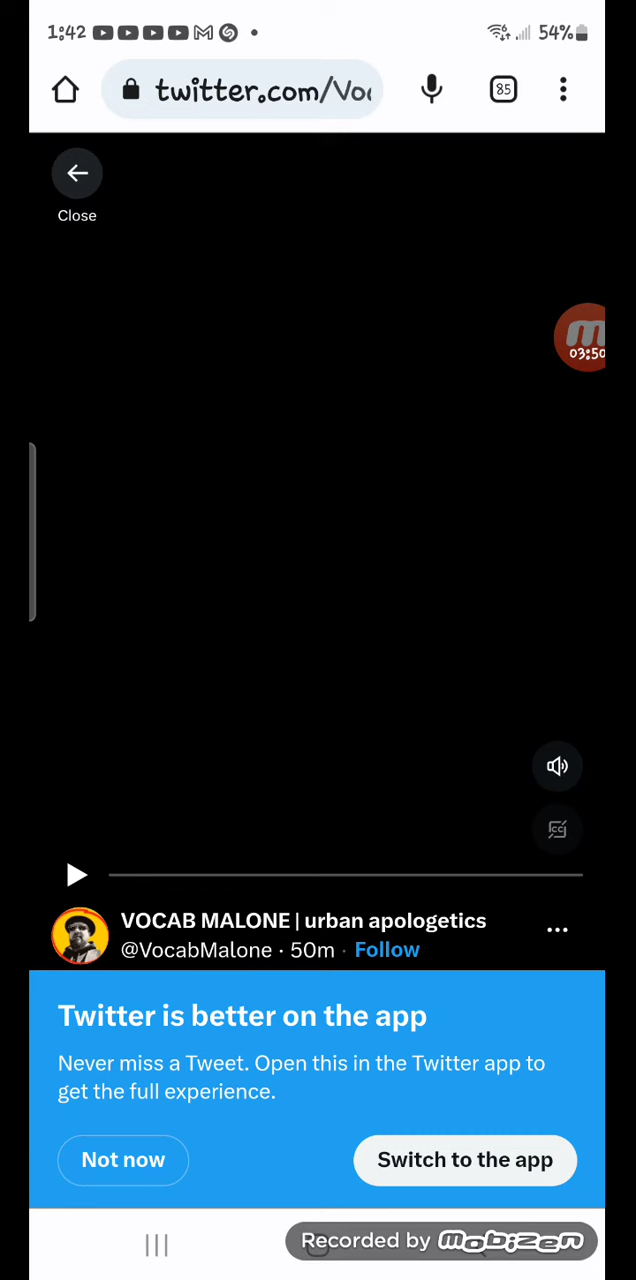 1:42 54%
twitter.com/Voc 85
Close
03:50
CC
VOCAB MALONE | urban apologetics
@VocabMalone · 50m · Follow
Twitter is better on the app
Never miss a Tweet. Open this in the Twitter app to
get the full experience.
Not now Switch to the app
Recorded by mobizen